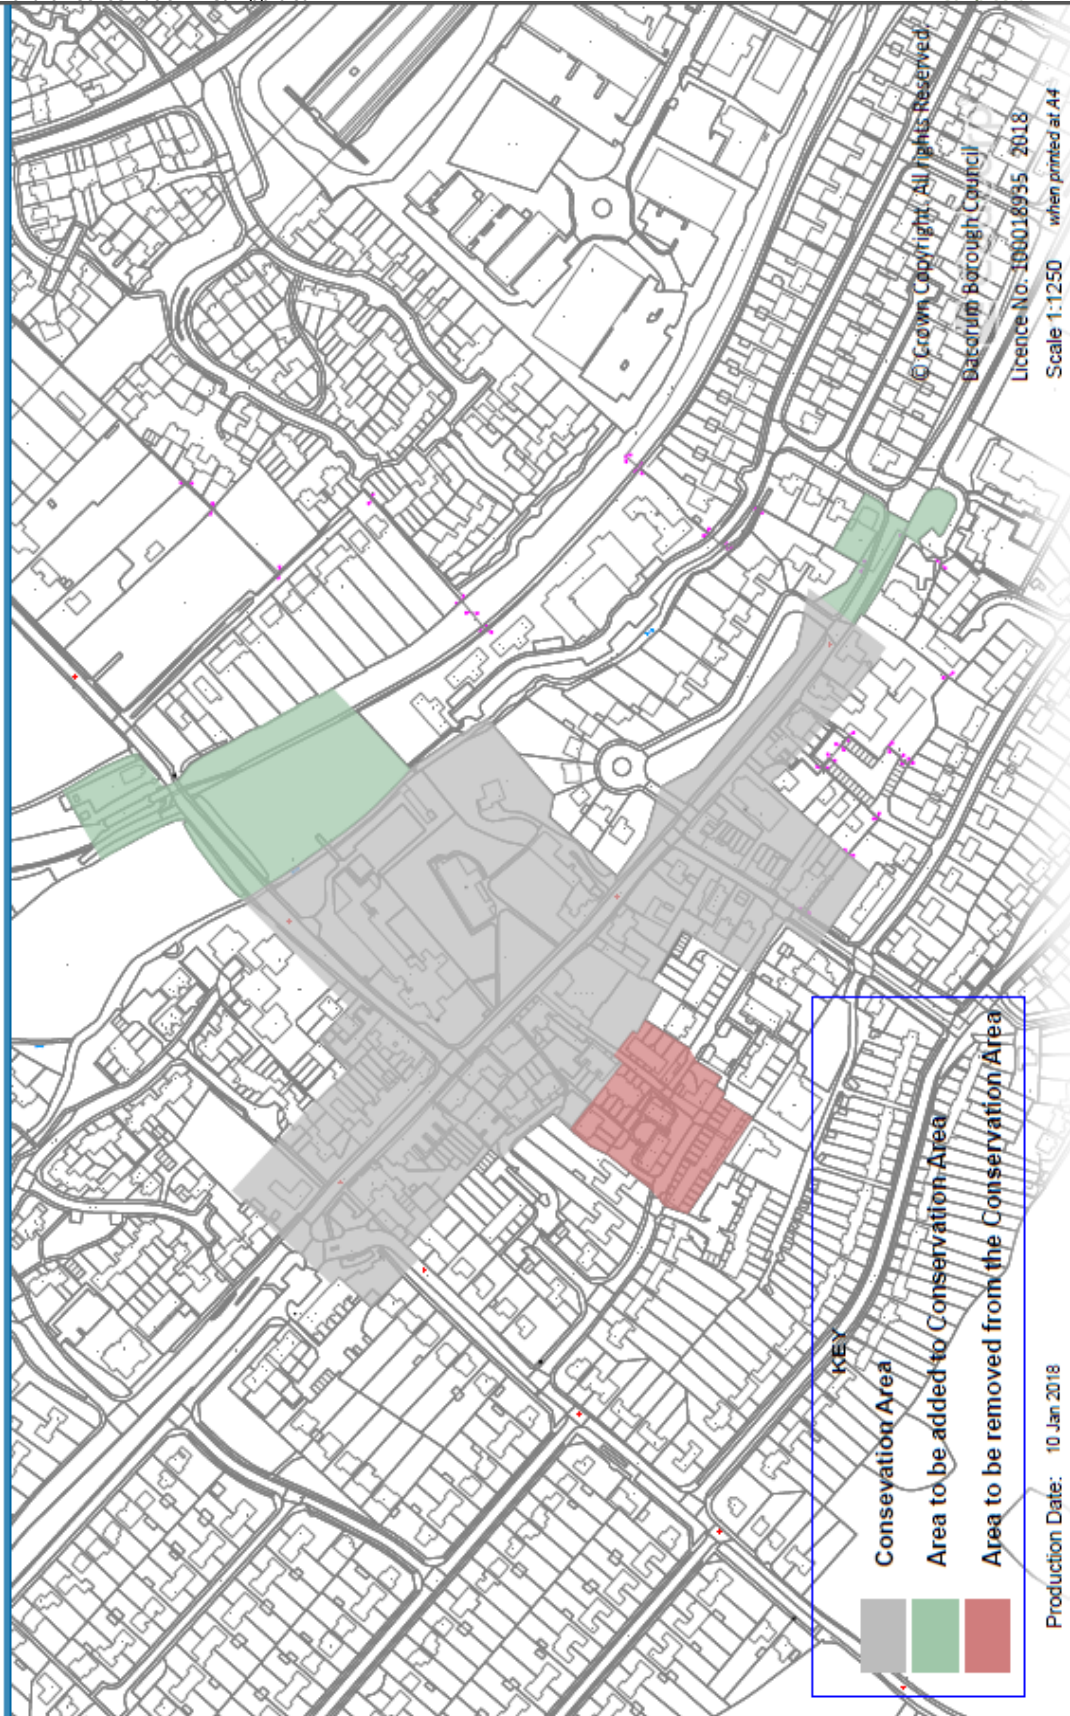 © Crown Copyright. All rights Reserved
Dacorum Borough Council
Licence No. 100018935 2018
Scale 1:1250 when printed at A4
KEY
Consevation Area
Area to be added to Conservation Area
Area to be removed from the Conservation Area
Production Date: 10 Jan 2018